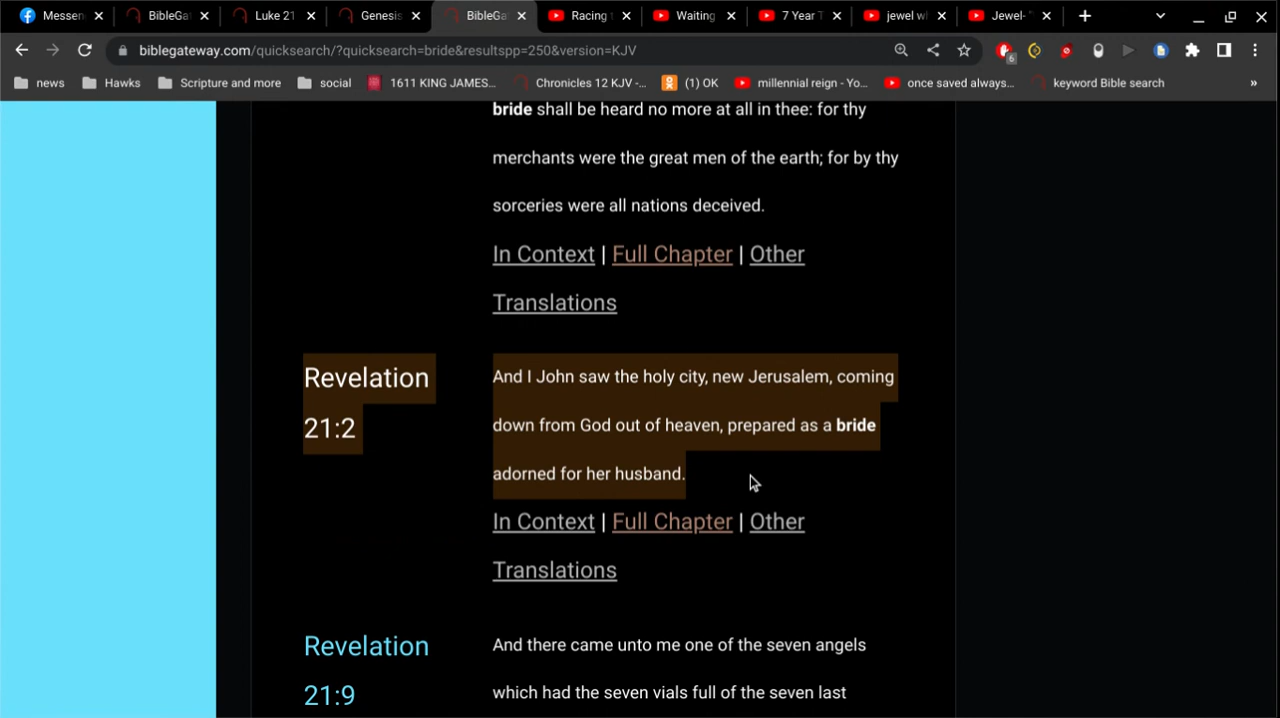 Messen
BibleGa
Luke 21
Genesis
BibleGa
Racing t
Waiting
7 Year T
jewel w
Jewel- "
biblegateway.com/quicksearch/?quicksearch=bride&resultspp=250&version=KJV
6
news
Hawks
Scripture and more
social
1611 KING JAMES...
Chronicles 12 KJV -...
(1) OK
millennial reign - Yo...
once saved always...
keyword Bible search
»
bride shall be heard no more at all in thee: for thy
merchants were the great men of the earth; for by thy
sorceries were all nations deceived.
In Context | Full Chapter | Other
Translations
Revelation
21:2
And I John saw the holy city, new Jerusalem, coming
down from God out of heaven, prepared as a bride
adorned for her husband.
In Context | Full Chapter | Other
Translations
Revelation
21:9
And there came unto me one of the seven angels
which had the seven vials full of the seven last